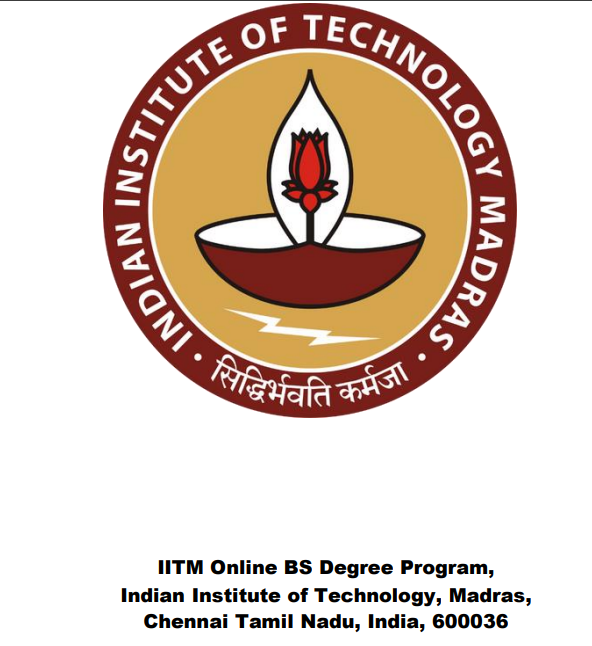 INDIAN INSTITUTE OF TECHNOLOGY MADRAS
सिद्धिर्भवति कर्मजा
IITM Online BS Degree Program,
Indian Institute of Technology, Madras,
Chennai Tamil Nadu, India, 600036